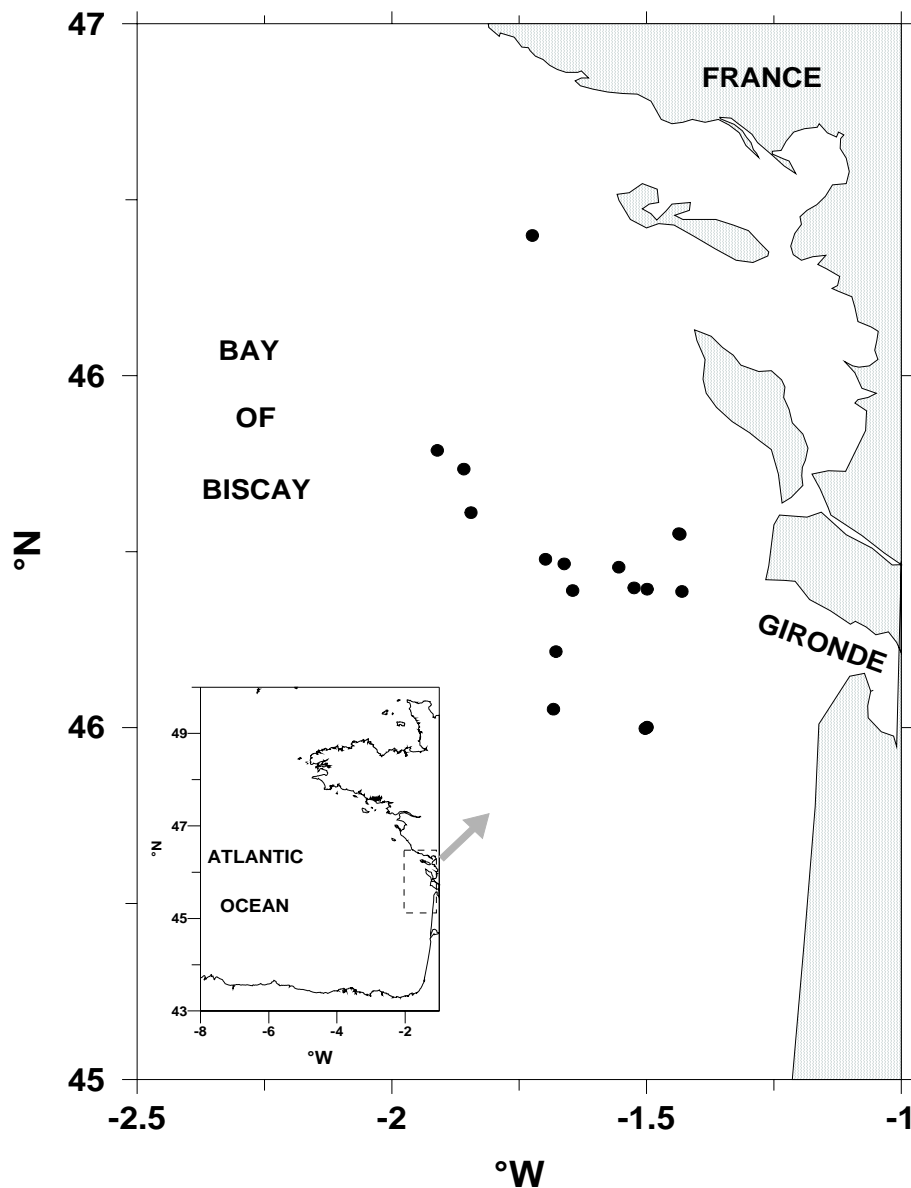 47
FRANCE
BAY
46
OF
BISCAY
°N
GIRONDE
46
49
47
°N
ATLANTIC
OCEAN
45
43
-8
-6
-4
-2
°W
45
-2.5
-2
-1.5
-1
°W